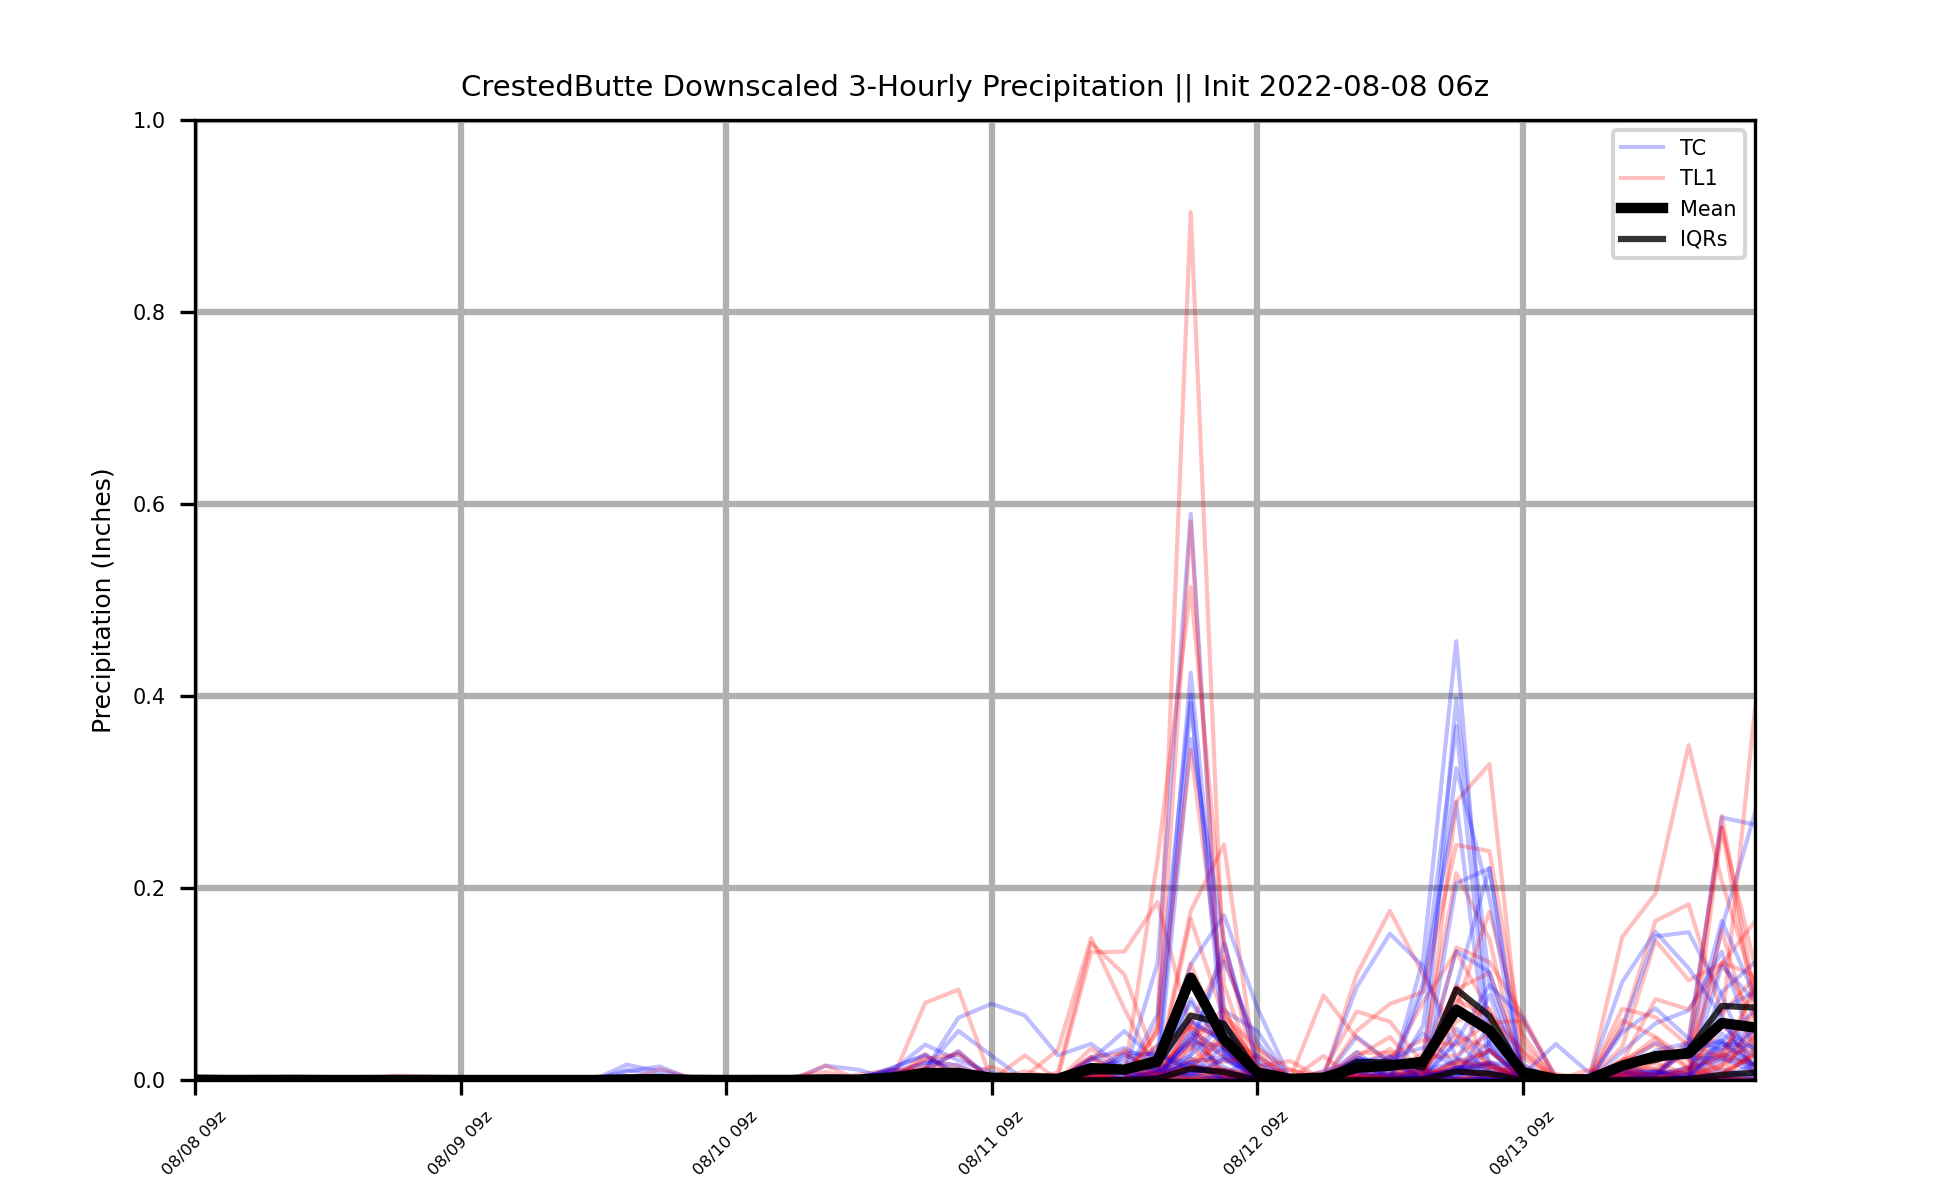 CrestedButte Downscaled 3-Hourly Precipitation || Init 2022-08-08 06z
Precipitation (Inches)
1.0
0.8
0.6
0.4
0.2
0.0
TC
TL1
Mean
IQRs
08/08 09z
08/09 09z
08/10 09z
08/11 09z
08/12 09z
08/13 09z